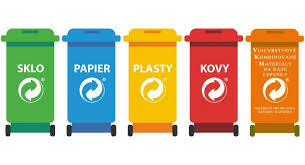 SKLO
PAPIER
PLASTY
KOVY
VIACVRSTVOVÉ
KOMBINOVANÉ
MATERIÁLY
NA BÁZE
LEPENKY